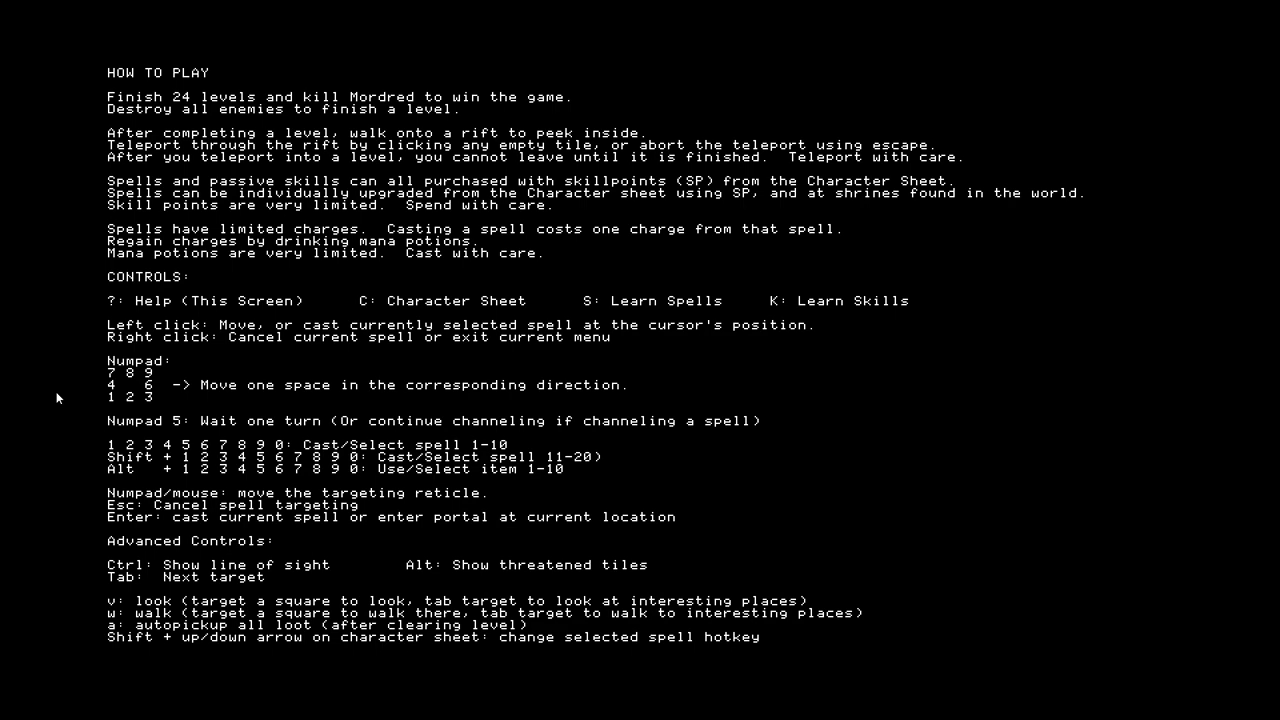 HOW TO PLAY
Finish 24 levels and kill Mordred to win the game.
Destroy all enemies to finish a level.
After completing a level, walk onto a rift to peek inside.
Teleport through the rift by clicking any empty tile, or abort the teleport using escape.
After you teleport into a level, you cannot leave until it is finished.  Teleport with care.
Spells and passive skills can all purchased with skillpoints (SP) from the Character Sheet.
Spells can be individually upgraded from the Character sheet using SP, and at shrines found in the world.
Skill points are very limited.  Spend with care.
Spells have limited charges.  Casting a spell costs one charge from that spell.
Regain charges by drinking mana potions.
Mana potions are very limited.  Cast with care.
CONTROLS:
?: Help (This Screen)      C: Character Sheet      S: Learn Spells     K: Learn Skills
Left click: Move, or cast currently selected spell at the cursor's position.
Right click: Cancel current spell or exit current menu
Numpad:
7 8 9
4   6  -> Move one space in the corresponding direction.
1 2 3
Numpad 5: Wait one turn (Or continue channeling if channeling a spell)
1 2 3 4 5 6 7 8 9 0: Cast/Select spell 1-10
Shift + 1 2 3 4 5 6 7 8 9 0: Cast/Select spell 11-20)
Alt   + 1 2 3 4 5 6 7 8 9 0: Use/Select item 1-10
Numpad/mouse: move the targeting reticle.
Esc: Cancel spell targeting
Enter: cast current spell or enter portal at current location
Advanced Controls:
Ctrl: Show line of sight        Alt: Show threatened tiles
Tab:  Next target
v: look (target a square to look, tab target to look at interesting places)
w: walk (target a square to walk there, tab target to walk to interesting places)
a: autopickup all loot (after clearing level)
Shift + up/down arrow on character sheet: change selected spell hotkey